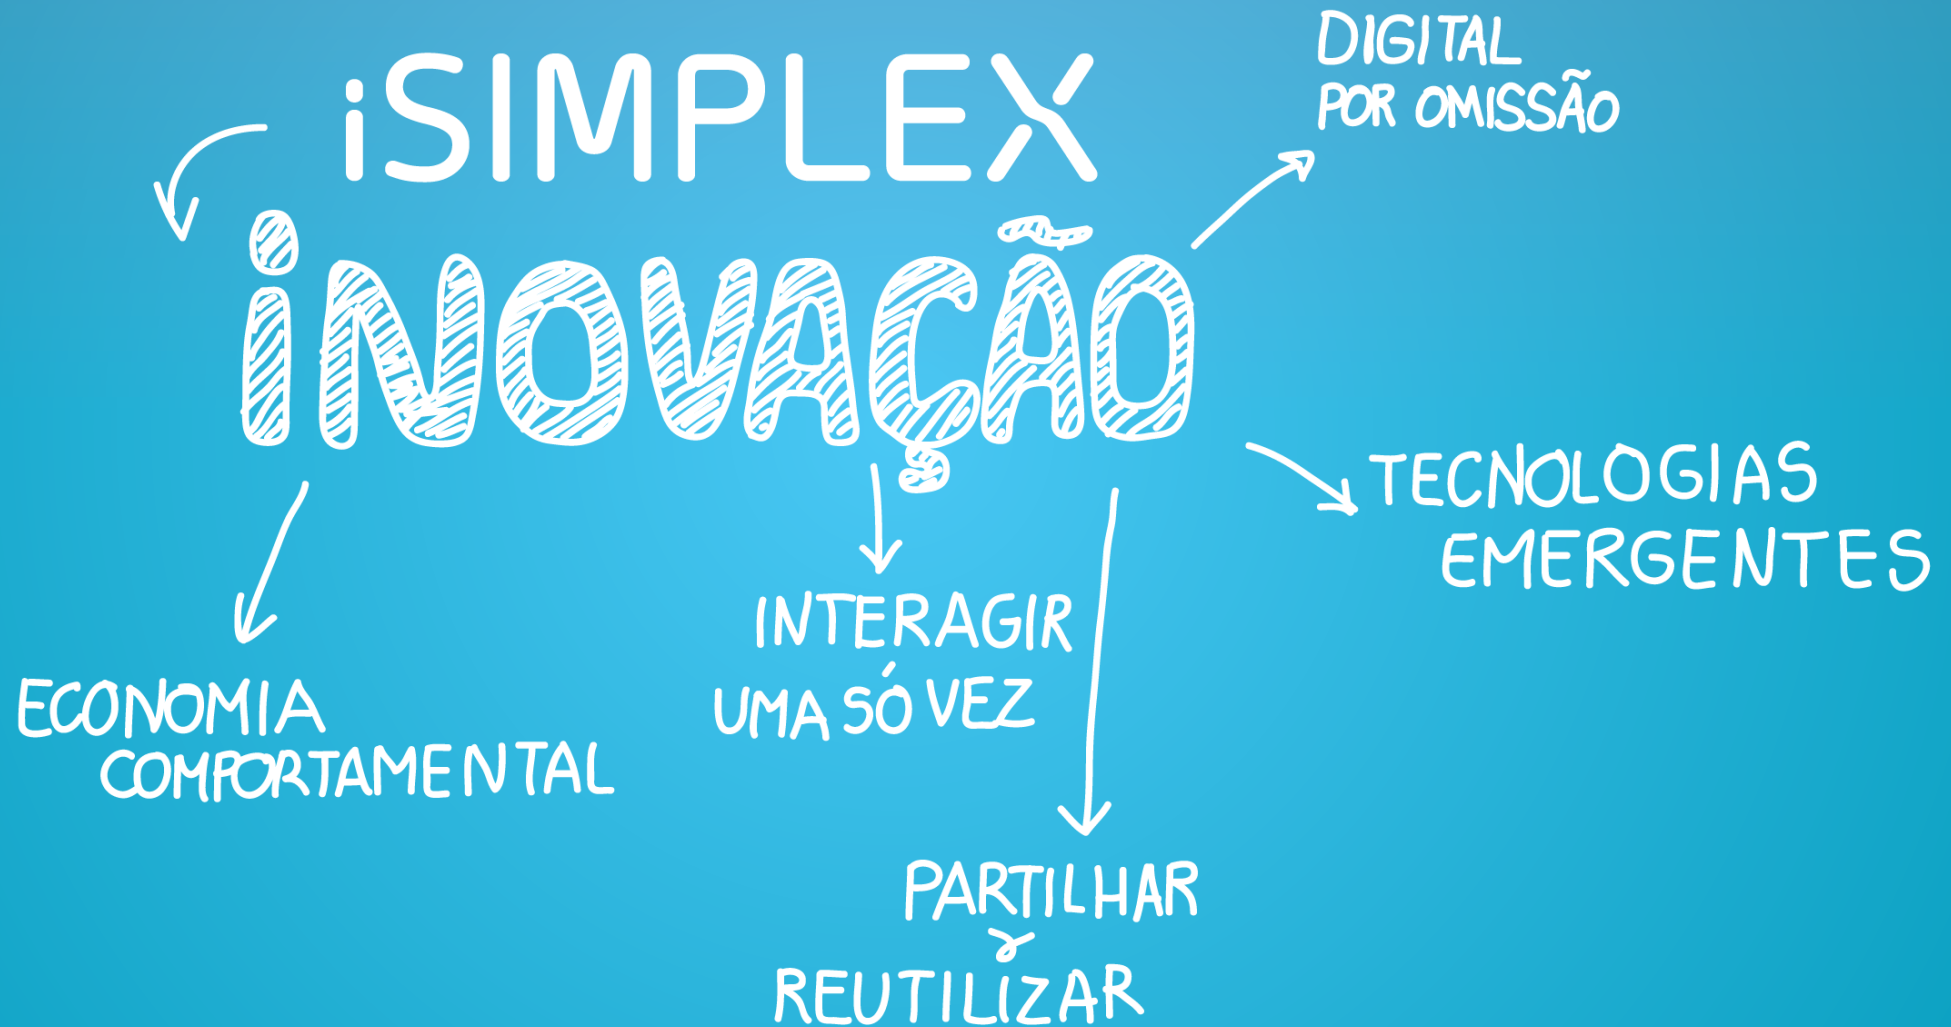 iSIMPLEX
iNOVAÇÃO
DIGITAL
POR OMISSÃO
TECNOLOGIAS
EMERGENTES
INTERAGIR
UMA SÓ VEZ
ECONOMIA
COMPORTAMENTAL
PARTILHAR
&
REUTILIZAR